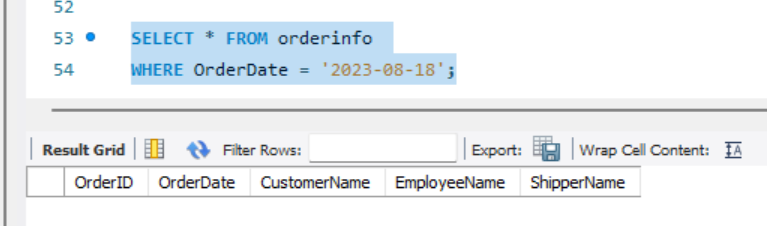 52
53 SELECT * FROM orderinfo
54 WHERE OrderDate = '2023-08-18';
Result Grid Filter Rows: Export: Wrap Cell Content: IA
OrderID OrderDate CustomerName EmployeeName ShipperName